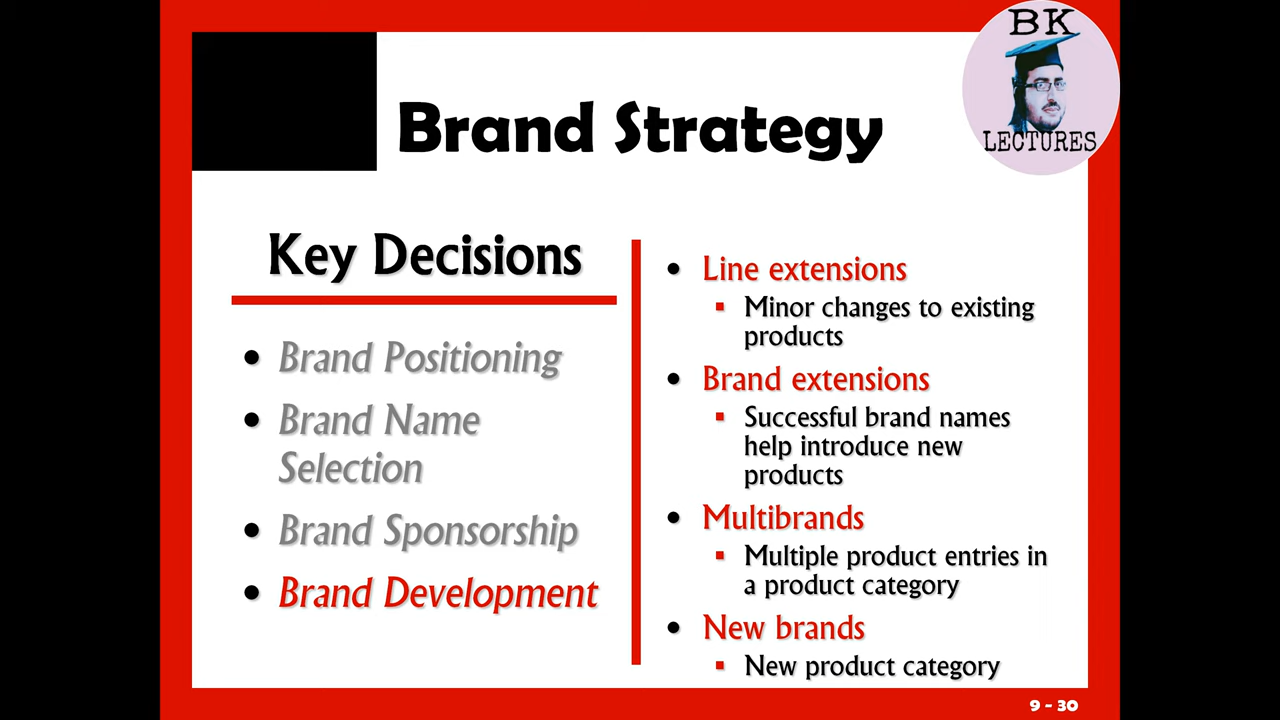 BK
LECTURES
Brand Strategy
Key Decisions
• Brand Positioning
• Brand Name
Selection
• Brand Sponsorship
• Brand Development
• Line extensions
▪ Minor changes to existing
products
• Brand extensions
▪ Successful brand names
help introduce new
products
• Multibrands
▪ Multiple product entries in
a product category
• New brands
▪ New product category
9 - 30